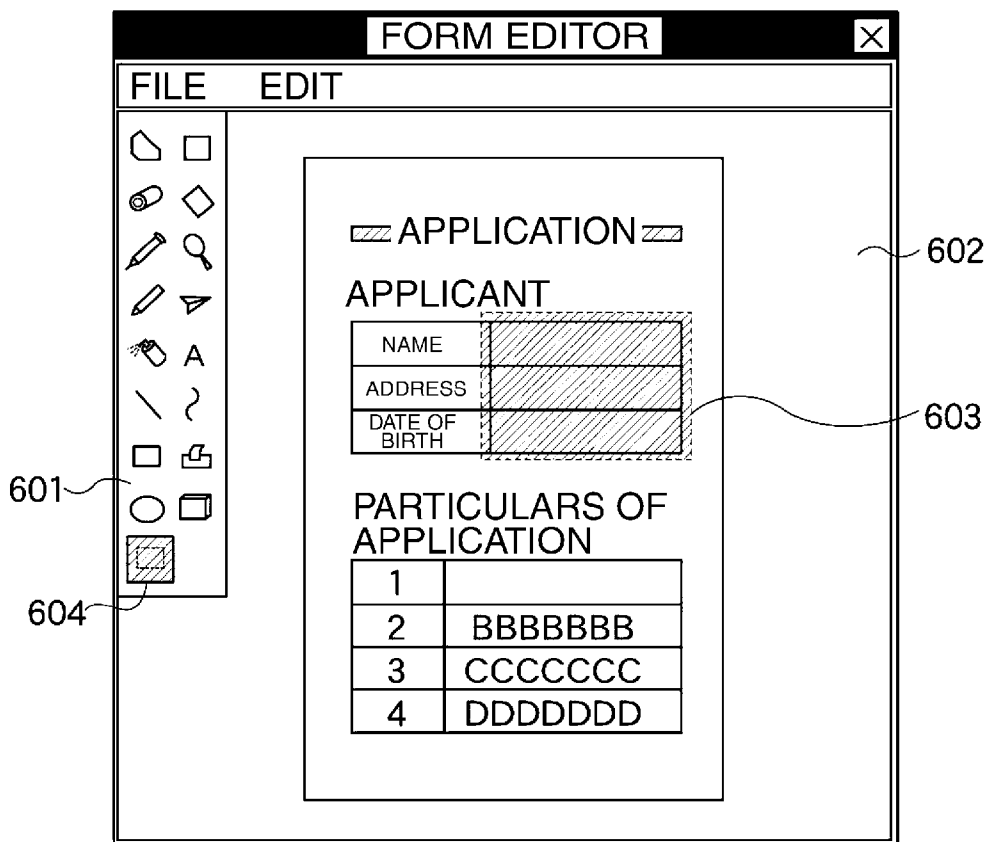 FORM EDITOR
FILE EDIT
A
602
APPLICATION
APPLICANT
NAME
ADDRESS
603
DATE OF
BIRTH
601
PARTICULARS OF
APPLICATION
1
604
2 BBBBBBB
3 CCCCCCC
4 DDDDDDD